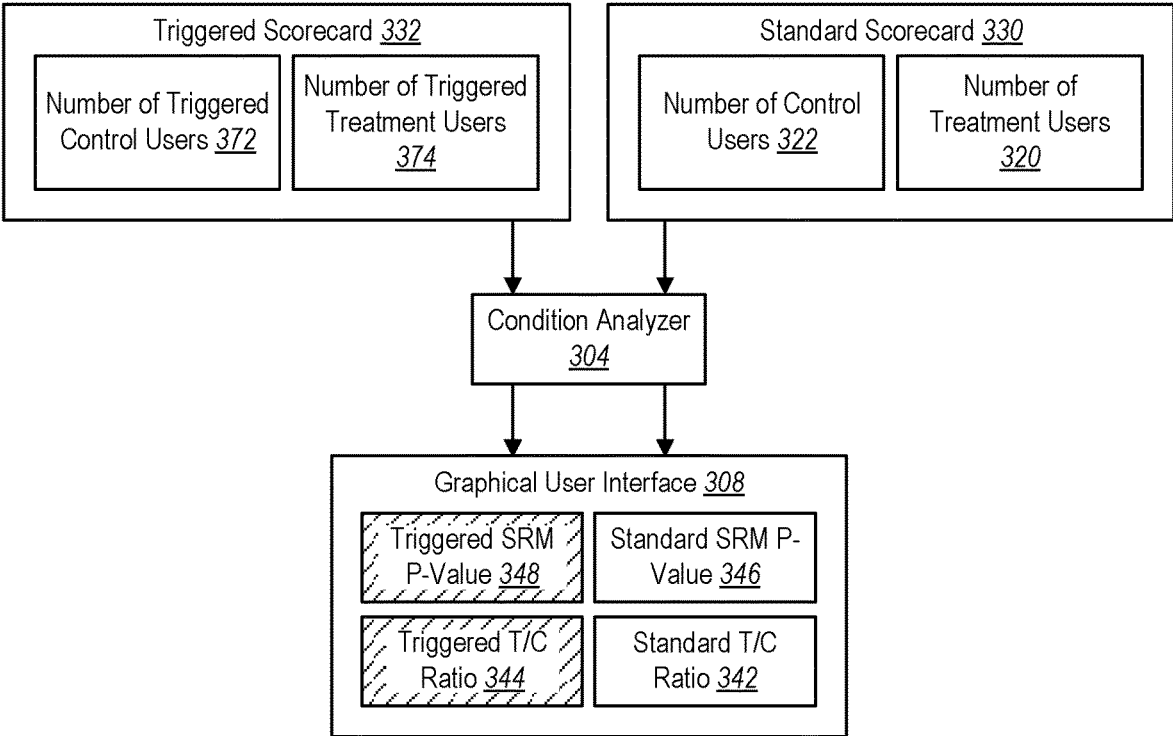 Triggered Scorecard 332
Number of Triggered
Control Users 372
Number of Triggered
Treatment Users
374
Standard Scorecard 330
Number of Control
Users 322
Number of
Treatment Users
320
Condition Analyzer
304
Graphical User Interface 308
Triggered SRM
P-Value 348
Standard SRM P-
Value 346
Triggered T/C
Ratio 344
Standard T/C
Ratio 342